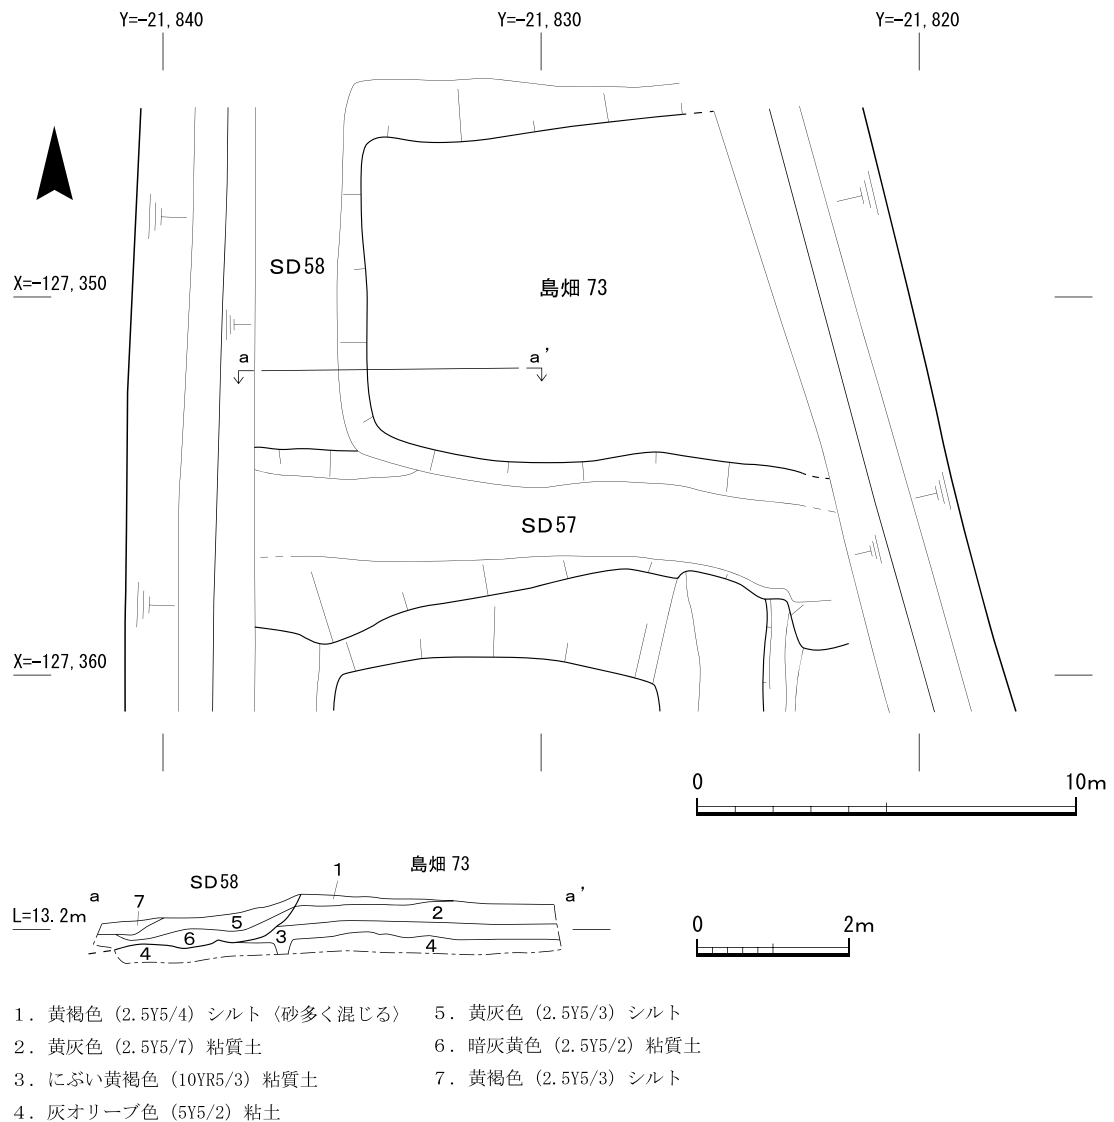 Y=-21,840
Y=-21,830
Y=-21,820
SD58
島畑 73
X=-127,350
a
a'
SD57
X=-127,360
0
10m
島畑 73
1
SD58
a
a'
7
L=13.2m
5
2
6
3
4
4
0
2m
1. 黄褐色 (2.5Y5/4) シルト〈砂多く混じる〉
2. 黄灰色 (2.5Y5/7) 粘質土
3. にぶい黄褐色 (10YR5/3) 粘質土
4. 灰オリーブ色 (5Y5/2) 粘土
5. 黄灰色 (2.5Y5/3) シルト
6. 暗灰黄色 (2.5Y5/2) 粘質土
7. 黄褐色 (2.5Y5/3) シルト